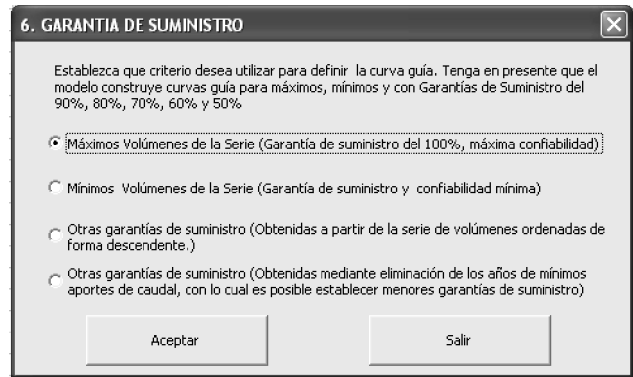 6. GARANTIA DE SUMINISTRO
Establezca que criterio desea utilizar para definir la curva guía. Tenga en presente que el
modelo construye curvas guía para máximos, mínimos y con Garantías de Suministro del
90%, 80%, 70%, 60% y 50%
Máximos Volúmenes de la Serie (Garantía de suministro del 100%, máxima confiabilidad)
Mínimos Volúmenes de la Serie (Garantía de suministro y confiabilidad mínima)
Otras garantías de suministro (Obtenidas a partir de la serie de volúmenes ordenadas de
forma descendente.)
Otras garantías de suministro (Obtenidas mediante eliminación de los años de mínimos
aportes de caudal, con lo cual es posible establecer menores garantías de suministro)
Aceptar
Salir